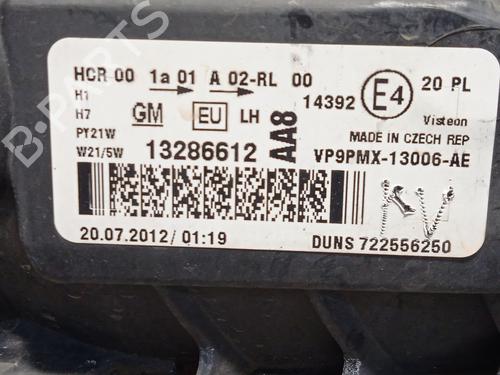 HCR 00 1a 01 A 02-RL 00
H1
H7
PY21W
W21/5W
GM EU LH
AA8
14392 E4 20 PL
Visteon
MADE IN CZECH REP
13286612
VP9PMX-13006-AE
20.07.2012/ 01:19
DUNS 722556250
B-PARTS